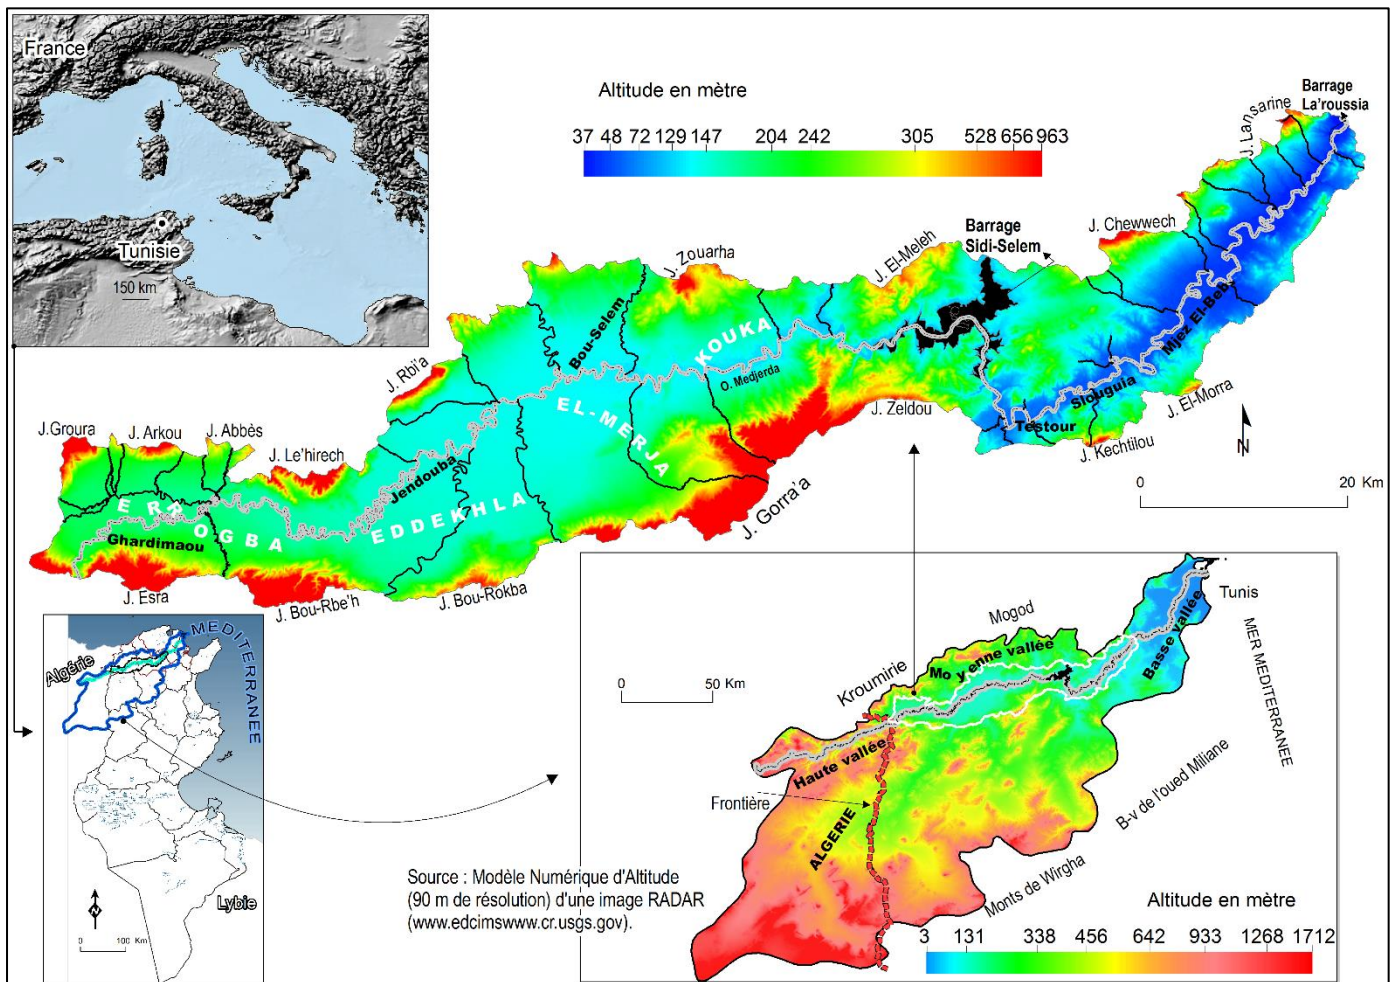 France
Tunisie
150 km
Altitude en mètre
37 48 72 129 147 204 242 305 528 656 963
Barrage
La'roussia
J. Lansarine
J. Chewwech
Barrage
Sidi-Selem
J. El-Meleh
J. Zouarha
Bou-Selem
KOUKA
O. Medjerda
Mjez El-Beb
J. Rbi'a
EL-MERJA
J. Zeldou
Slouguia
J. El-Morra
Testour
J. Kechtilou
N
0 20 Km
J.Groura
J. Arkou
J. Abbès
J. Le'hirech
Jendouba
J. Gorra'a
ERROGBA
EDDEKHLA
Ghardimaou
J. Esra
J. Bou-Rbe'h
J. Bou-Rokba
MEDITERRANEE
Algérie
Lybie
N
0 100 Km
Source : Modèle Numérique d'Altitude
(90 m de résolution) d'une image RADAR
(www.edcimswww.cr.usgs.gov).
Tunis
Mogod
Mo y enne vallée
Basse vallée
MER MEDITERRANEE
Kroumirie
0 50 Km
Haute vallée
Frontière
ALGERIE
B-v de l'oued Miliane
Monts de Wirgha
Altitude en mètre
3 131 338 456 642 933 1268 1712